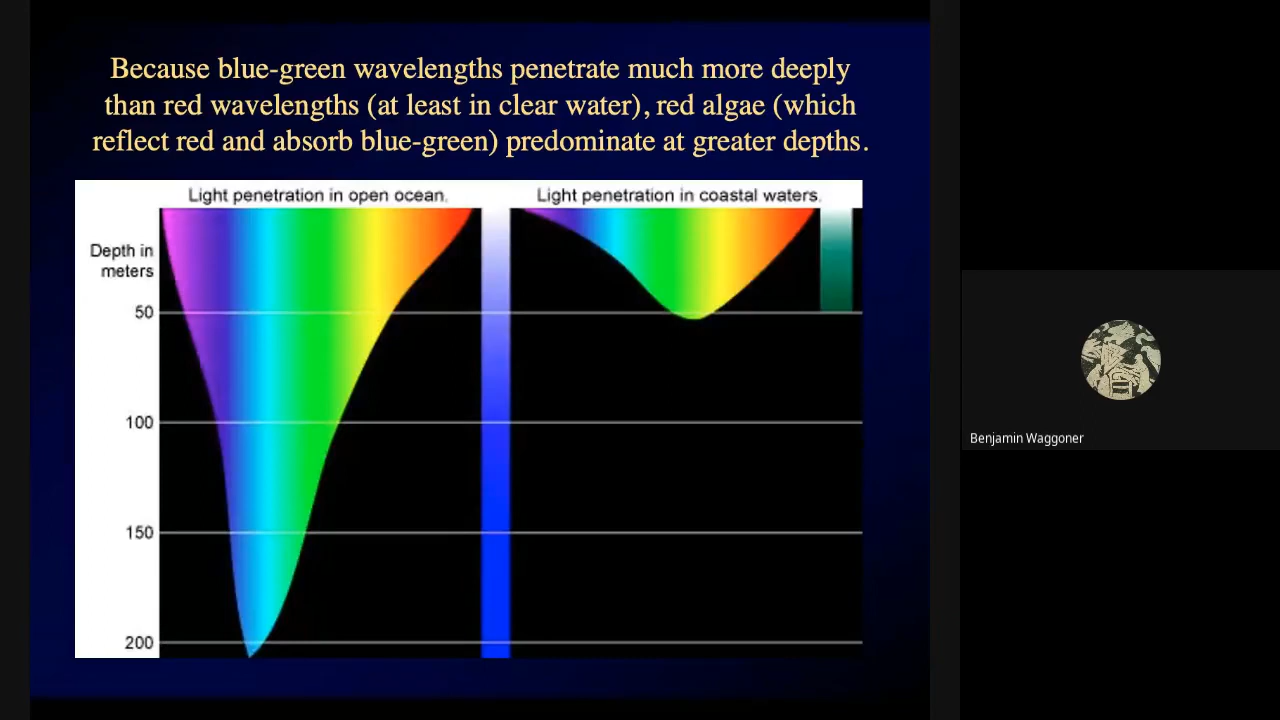 Because blue-green wavelengths penetrate much more deeply
than red wavelengths (at least in clear water), red algae (which
reflect red and absorb blue-green) predominate at greater depths.
Light penetration in open ocean.
Light penetration in coastal waters.
Depth in
meters
50
100
150
200
Benjamin Waggoner